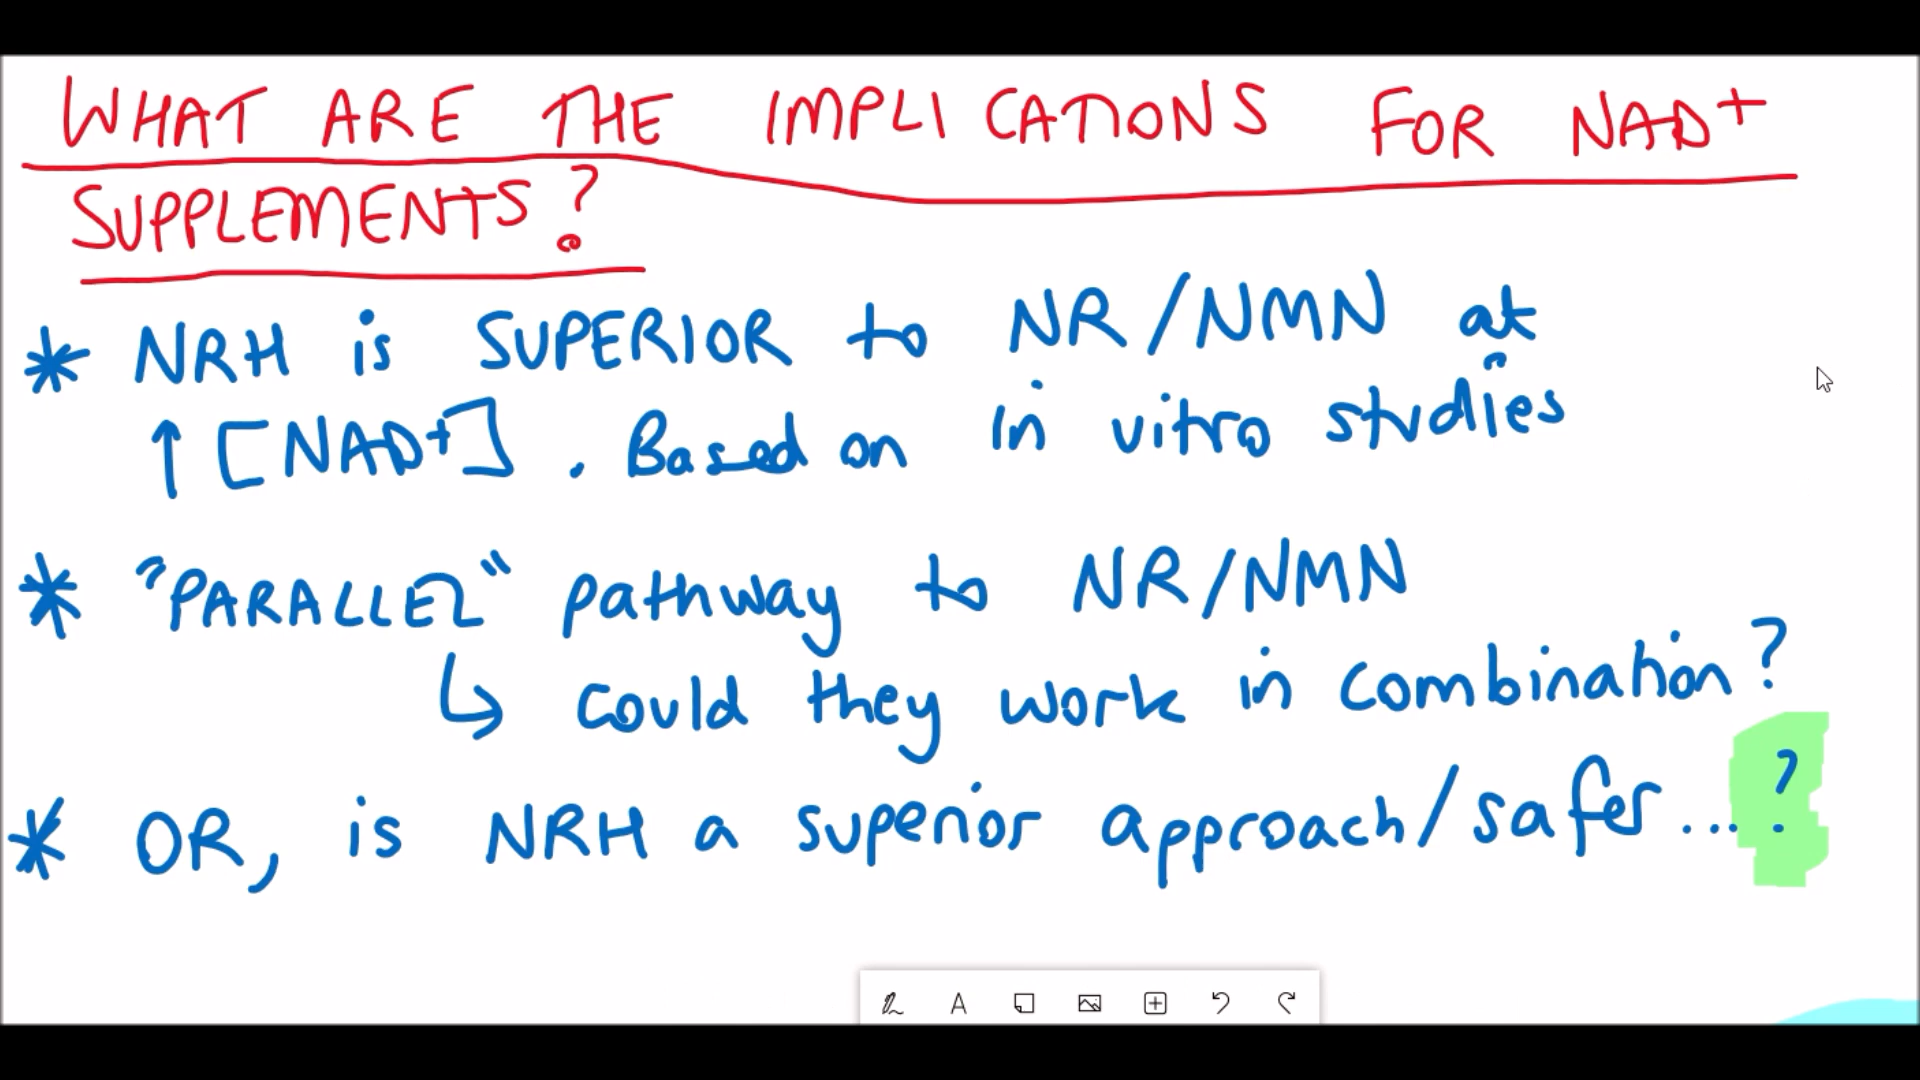 WHAT ARE THE IMPLICATIONS FOR NAD+
SUPPLEMENTS?
* NRH is SUPERIOR to NR/NMN at
↑ [NAD+]. Based on in vitro studies
* "PARALLEL" pathway to NR/NMN
↳ could they work in combination?
* OR, is NRH a superior approach/safer...?
A